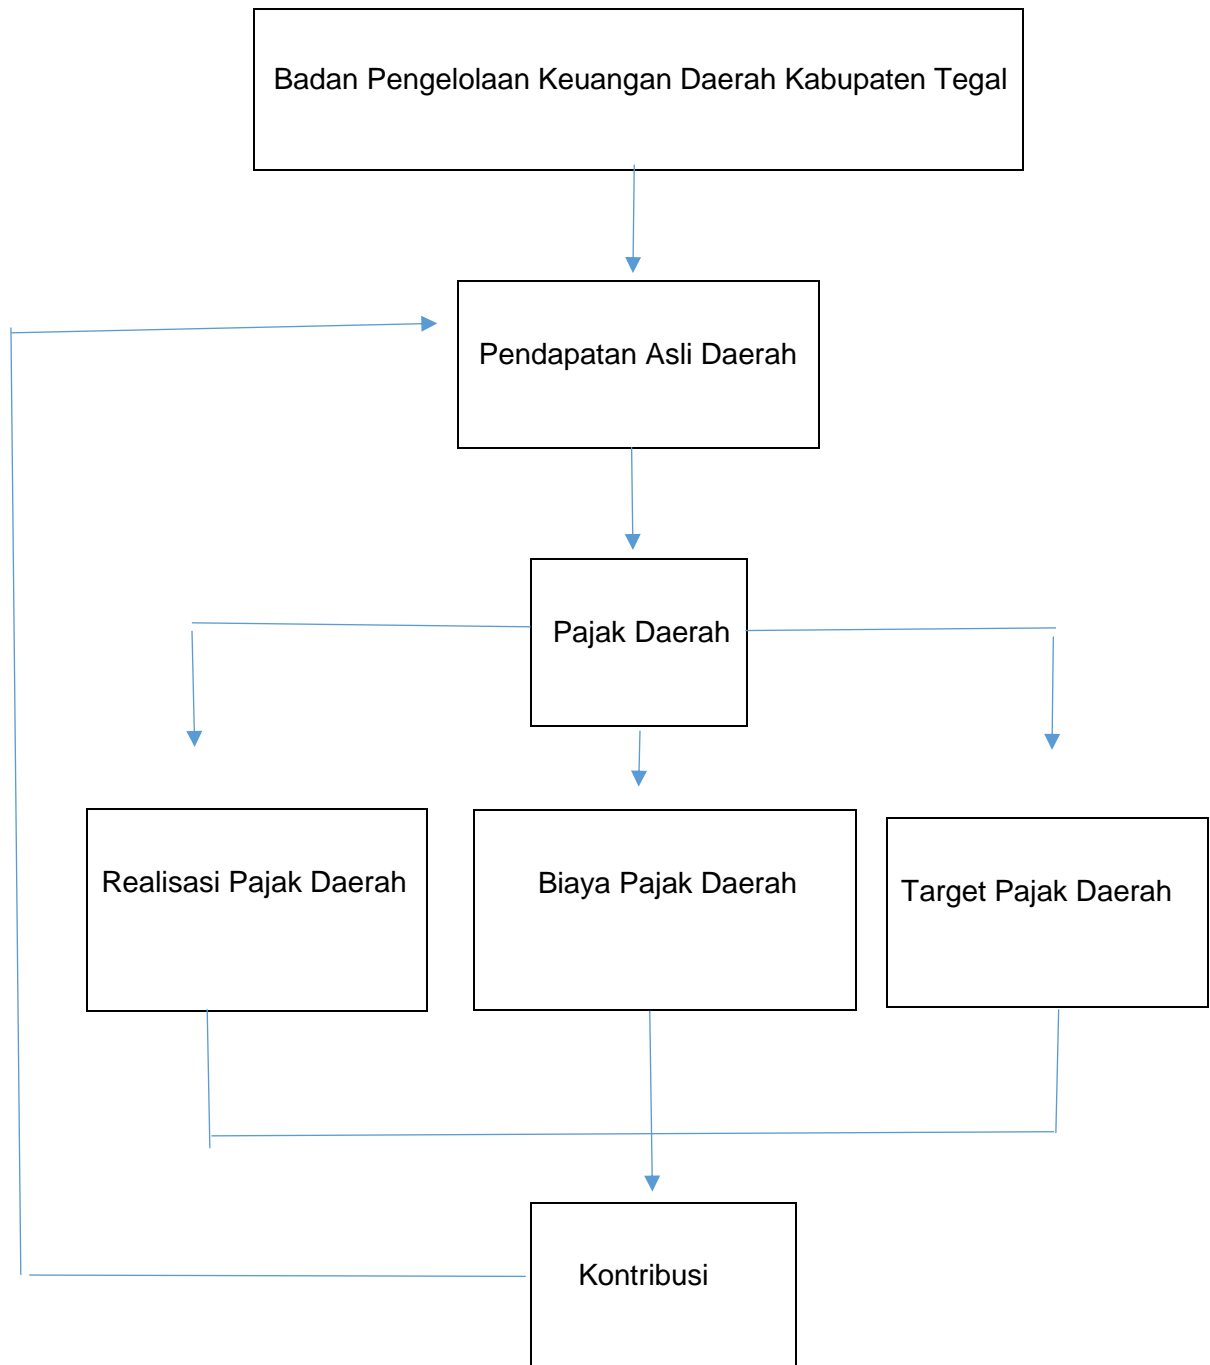 Badan Pengelolaan Keuangan Daerah Kabupaten Tegal
Pendapatan Asli Daerah
Pajak Daerah
Realisasi Pajak Daerah
Biaya Pajak Daerah
Target Pajak Daerah
Kontribusi